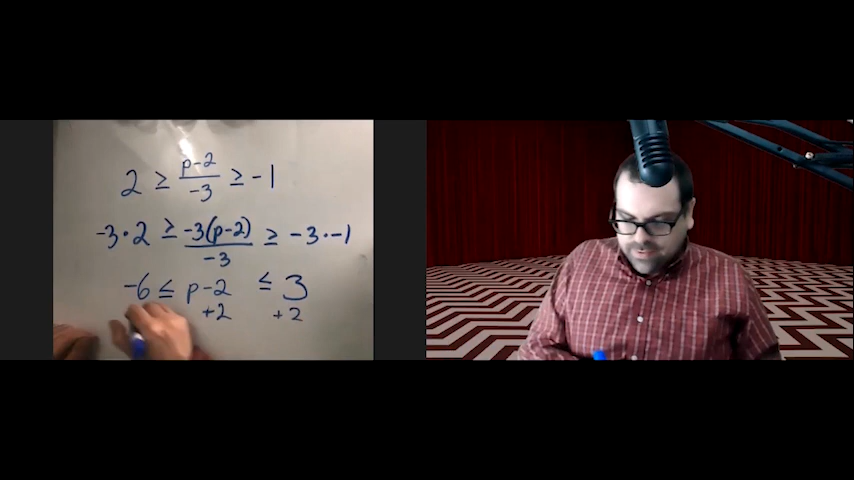 2 ≥ p-2/-3 ≥ -1
-3•2 ≥ -3(p-2)/-3 ≥ -3•-1
-6 ≤ p-2 ≤ 3
+2 +2